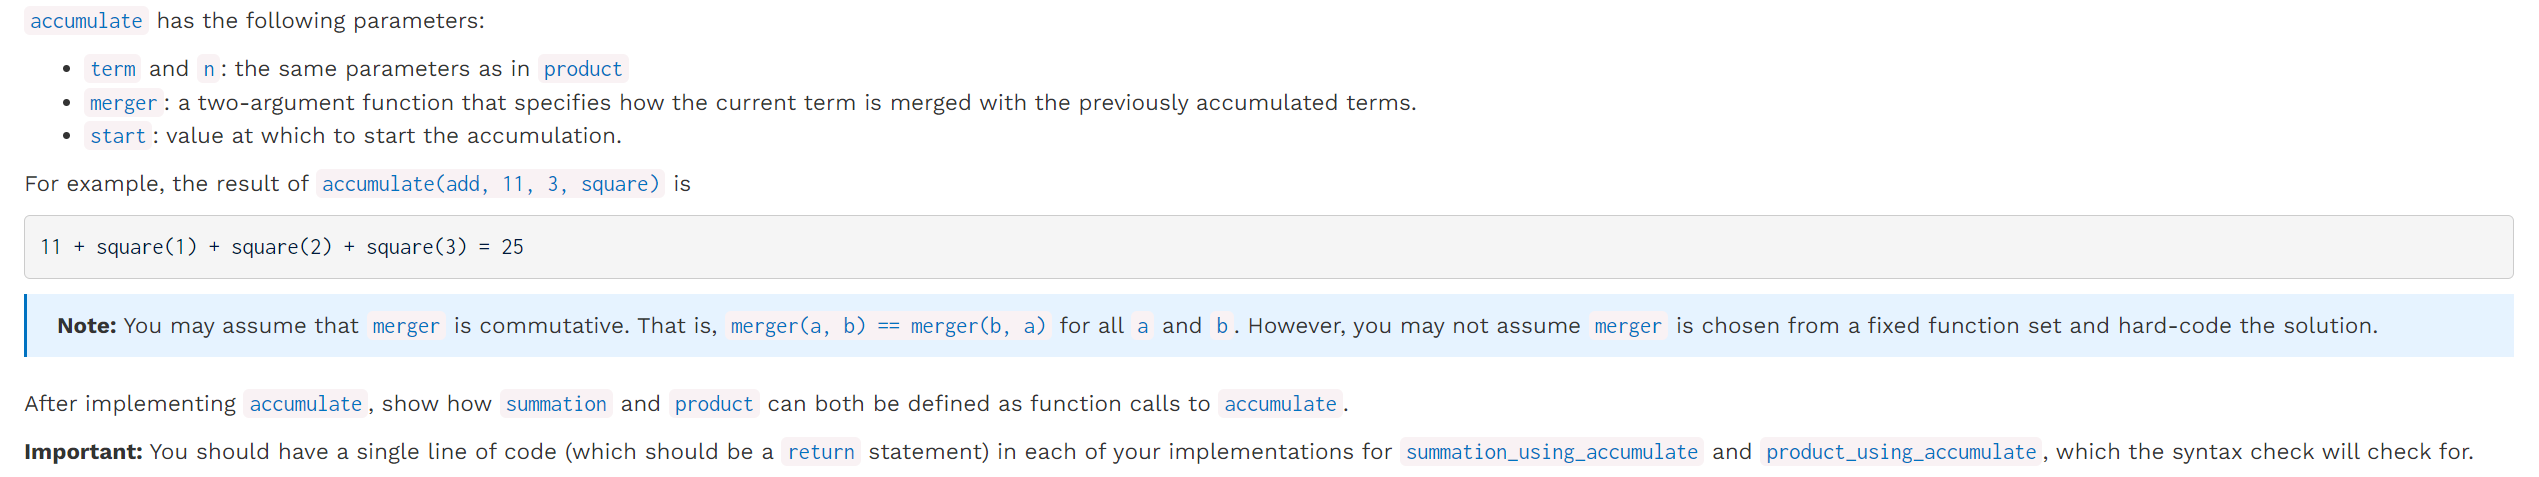 accumulate has the following parameters:
• term and n: the same parameters as in product
• merger: a two-argument function that specifies how the current term is merged with the previously accumulated terms.
• start: value at which to start the accumulation.
For example, the result of accumulate(add, 11, 3, square) is
11 + square(1) + square(2) + square(3) = 25
Note: You may assume that merger is commutative. That is, merger(a, b) == merger(b, a) for all a and b. However, you may not assume merger is chosen from a fixed function set and hard-code the solution.
After implementing accumulate, show how summation and product can both be defined as function calls to accumulate.
Important: You should have a single line of code (which should be a return statement) in each of your implementations for summation_using_accumulate and product_using_accumulate, which the syntax check will check for.